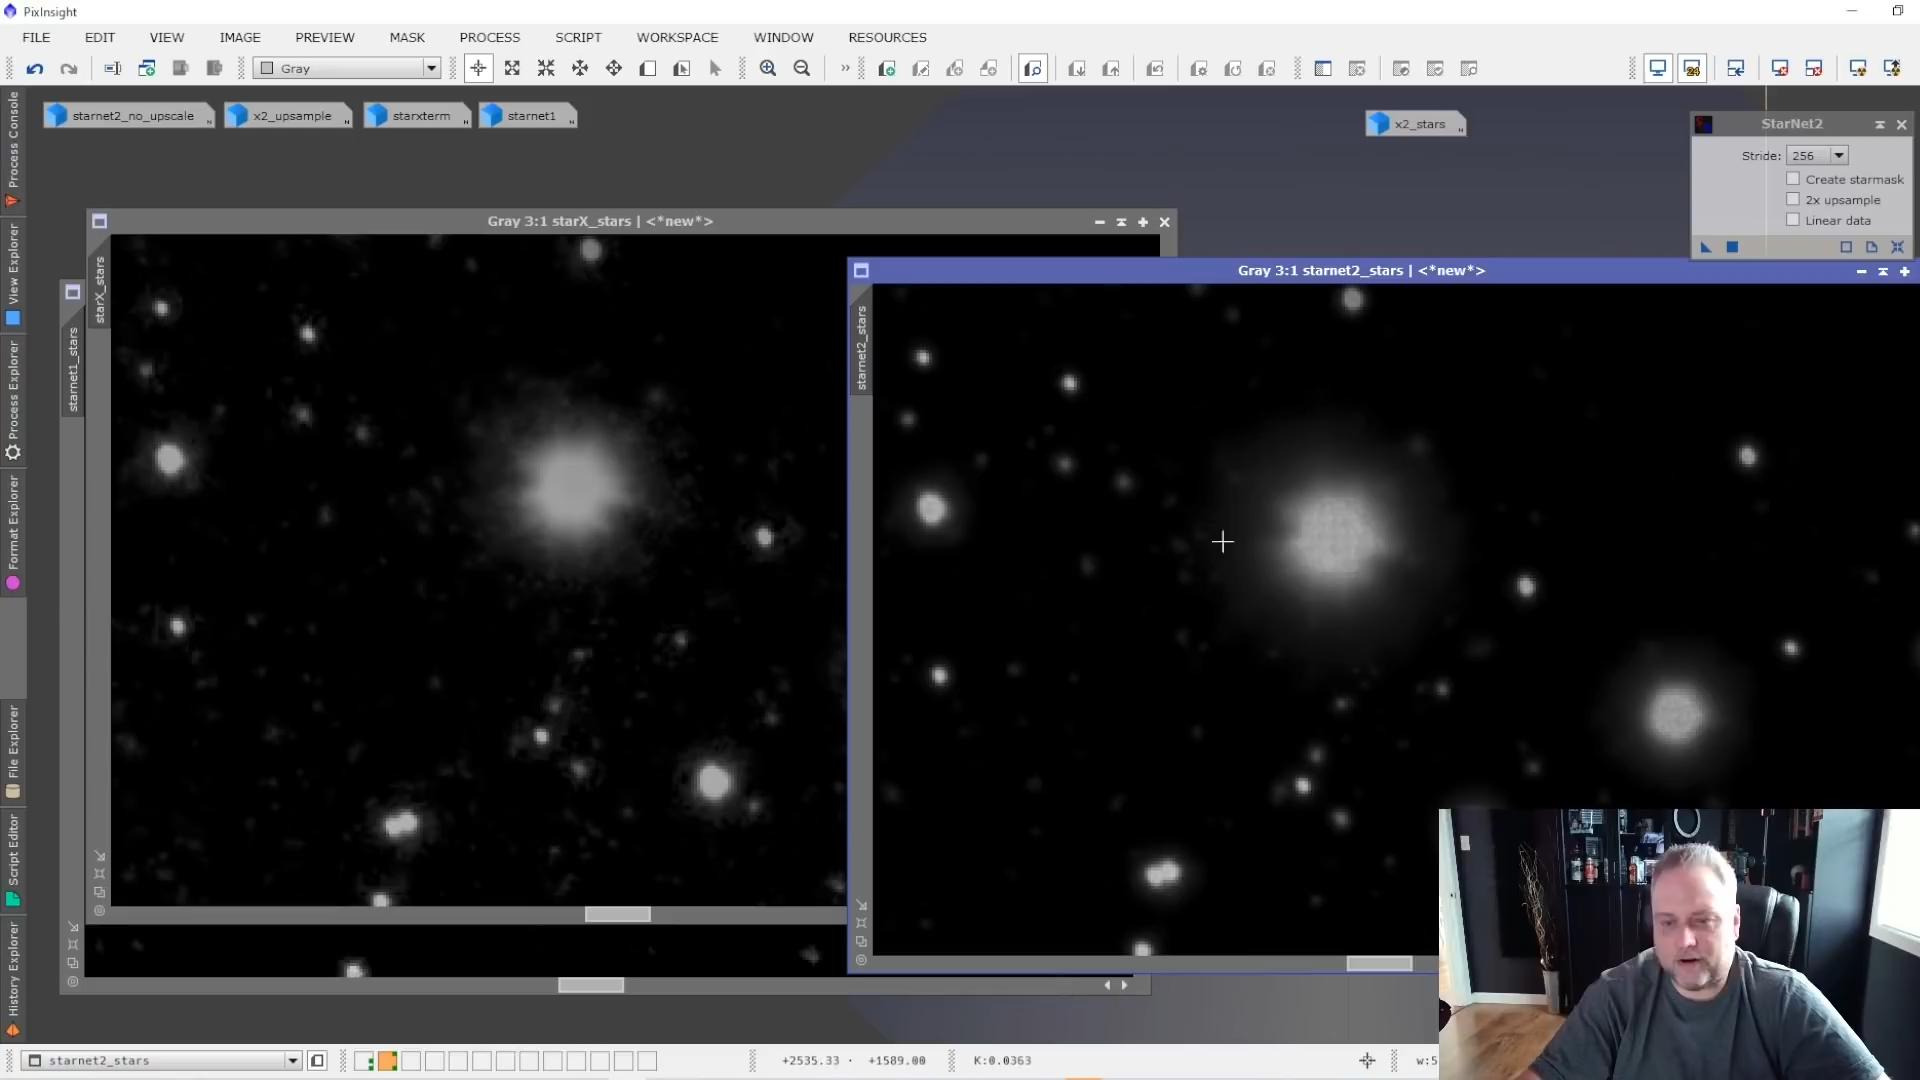 PixInsight
FILE EDIT VIEW IMAGE PREVIEW MASK PROCESS SCRIPT WORKSPACE WINDOW RESOURCES
Gray
24
starnet2_no_upscale
x2_upsample
starxterm
starnet1
x2_stars
StarNet2
Stride: 256
Create starmask
2x upsample
Linear data
Gray 3:1 starX_stars | <*new*>
Gray 3:1 starnet2_stars | <*new*>
starX_stars
starnet1_stars
starnet2_stars
Process Console
View Explorer
Process Explorer
Format Explorer
File Explorer
Script Editor
History Explorer
starnet2_stars
+2535.33 · +1589.00
K:0.0363
w:5